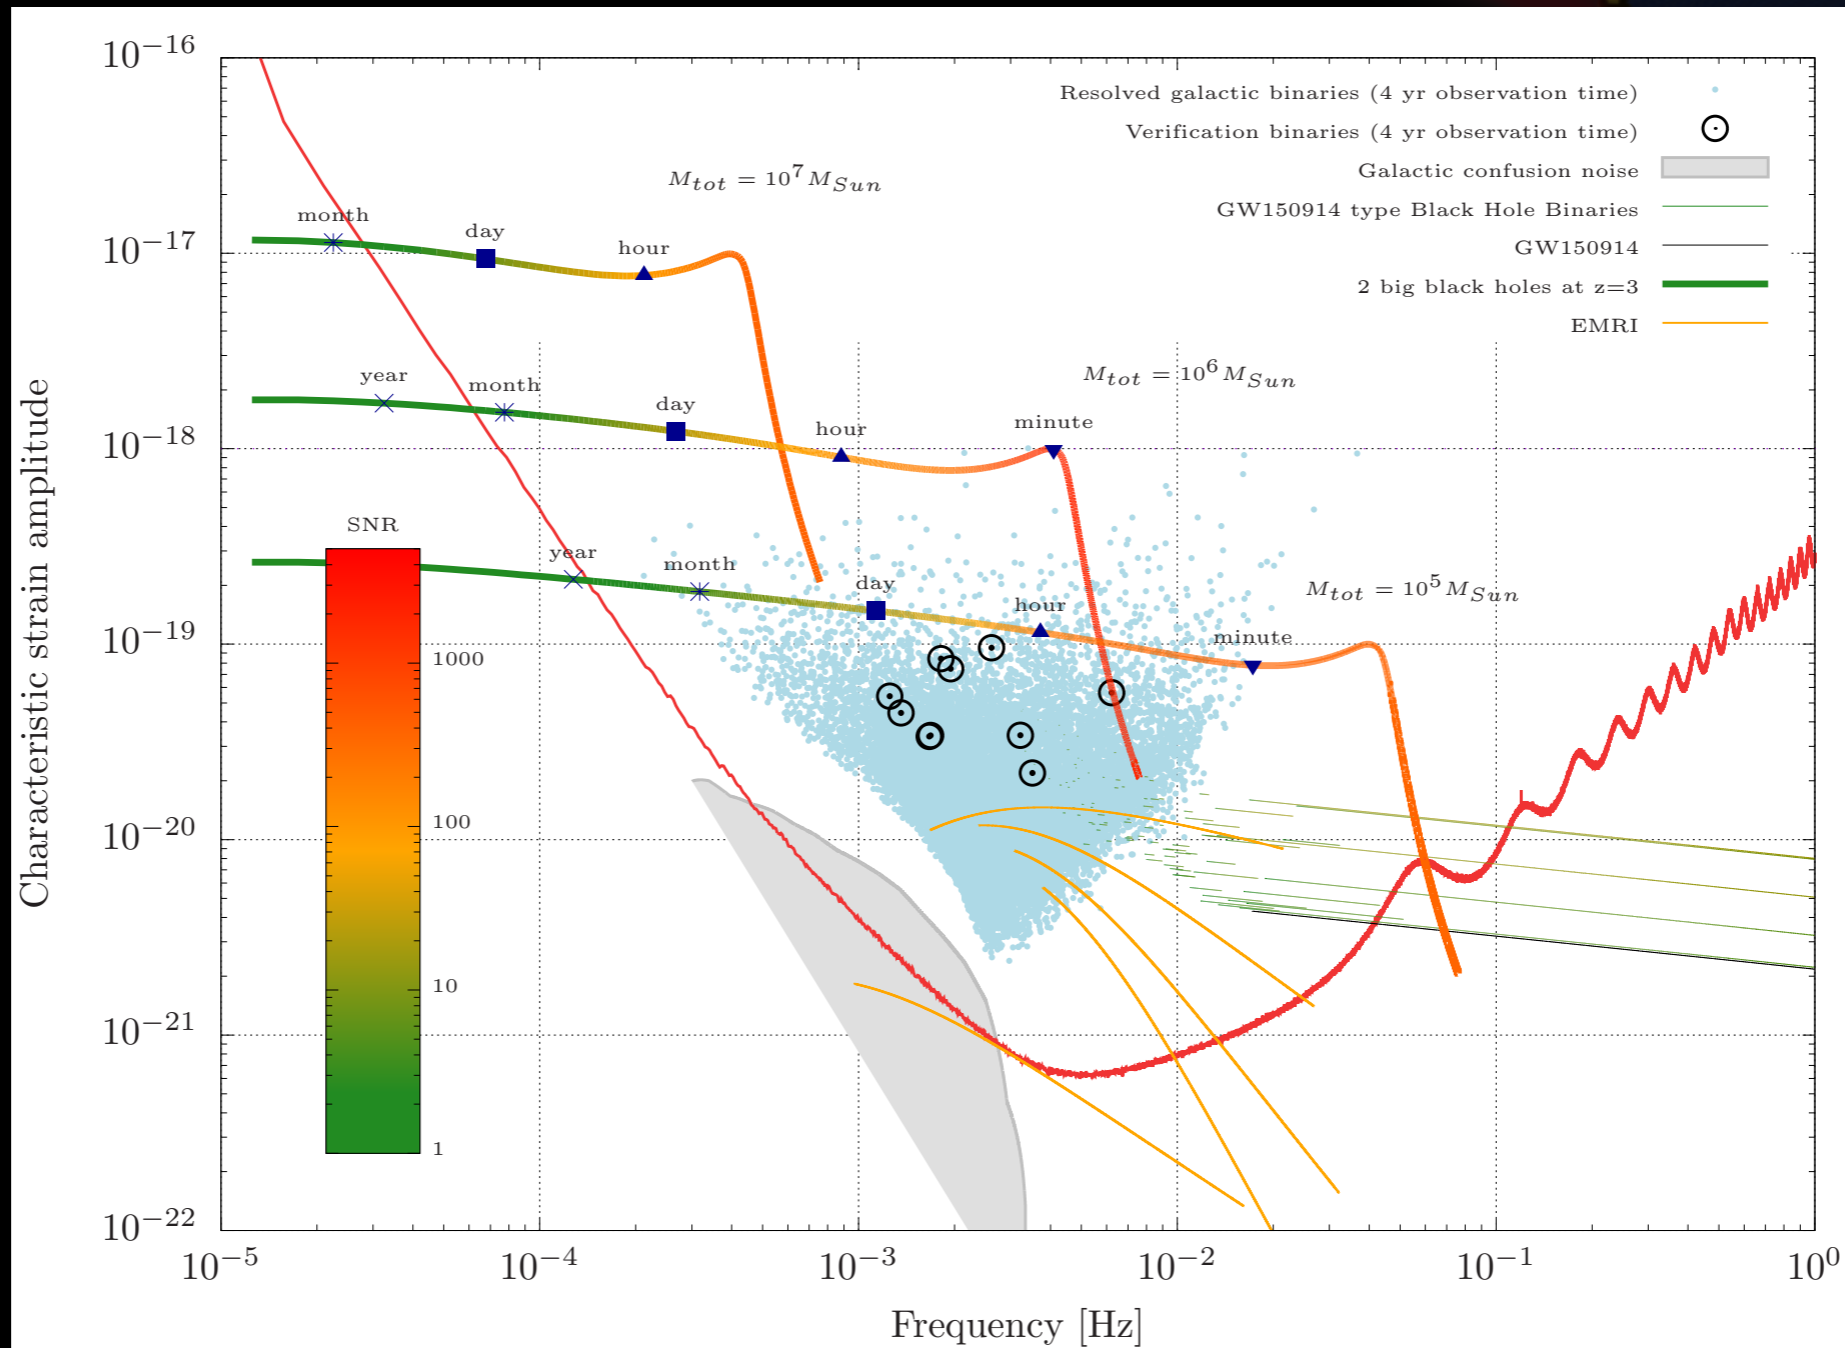 10^−16
10^−17
10^−18
10^−19
10^−20
10^−21
10^−22
Characteristic strain amplitude
Resolved galactic binaries (4 yr observation time)
Verification binaries (4 yr observation time)
Galactic confusion noise
GW150914 type Black Hole Binaries
GW150914
2 big black holes at z=3
EMRI
M_tot = 10^7 M_Sun
month
day
hour
M_tot = 10^6 M_Sun
year
month
day
hour
minute
M_tot = 10^5 M_Sun
year
month
day
hour
minute
SNR
1000
100
10
1
10^−5
10^−4
10^−3
10^−2
10^−1
10^0
Frequency [Hz]